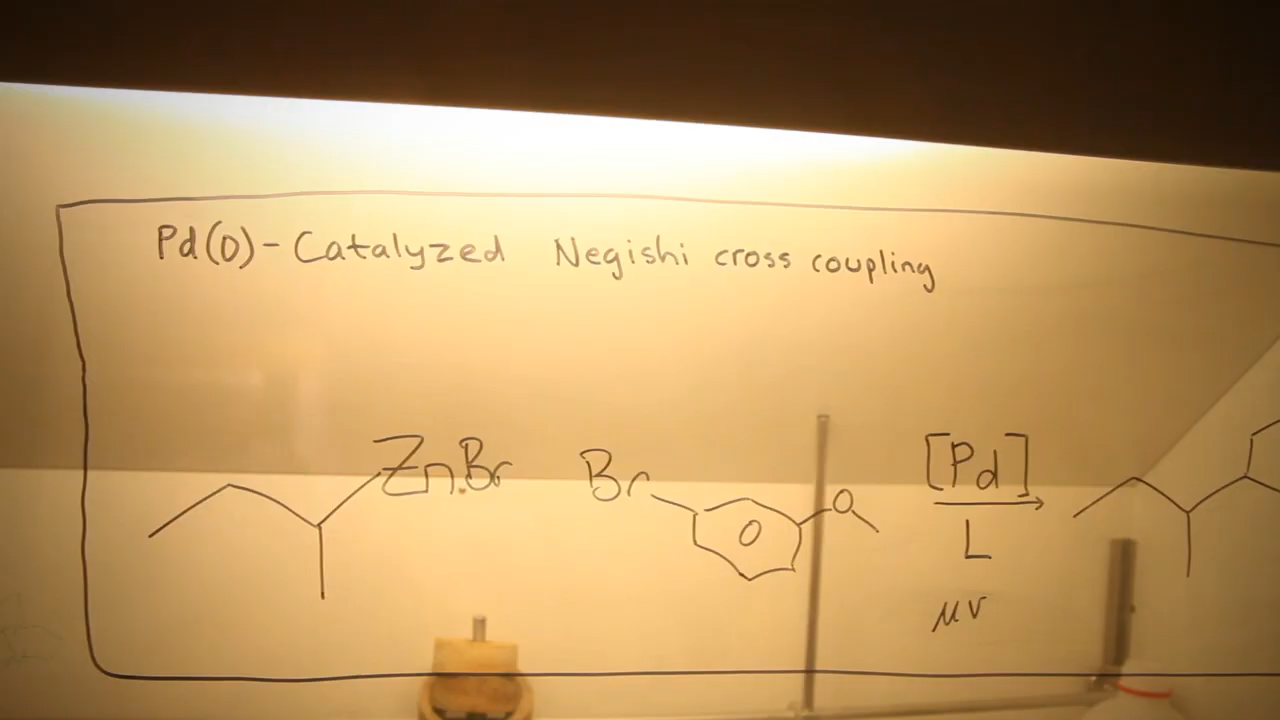 Pd(0)-Catalyzed Negishi cross coupling
ZnBr Br O [Pd]
L
μV